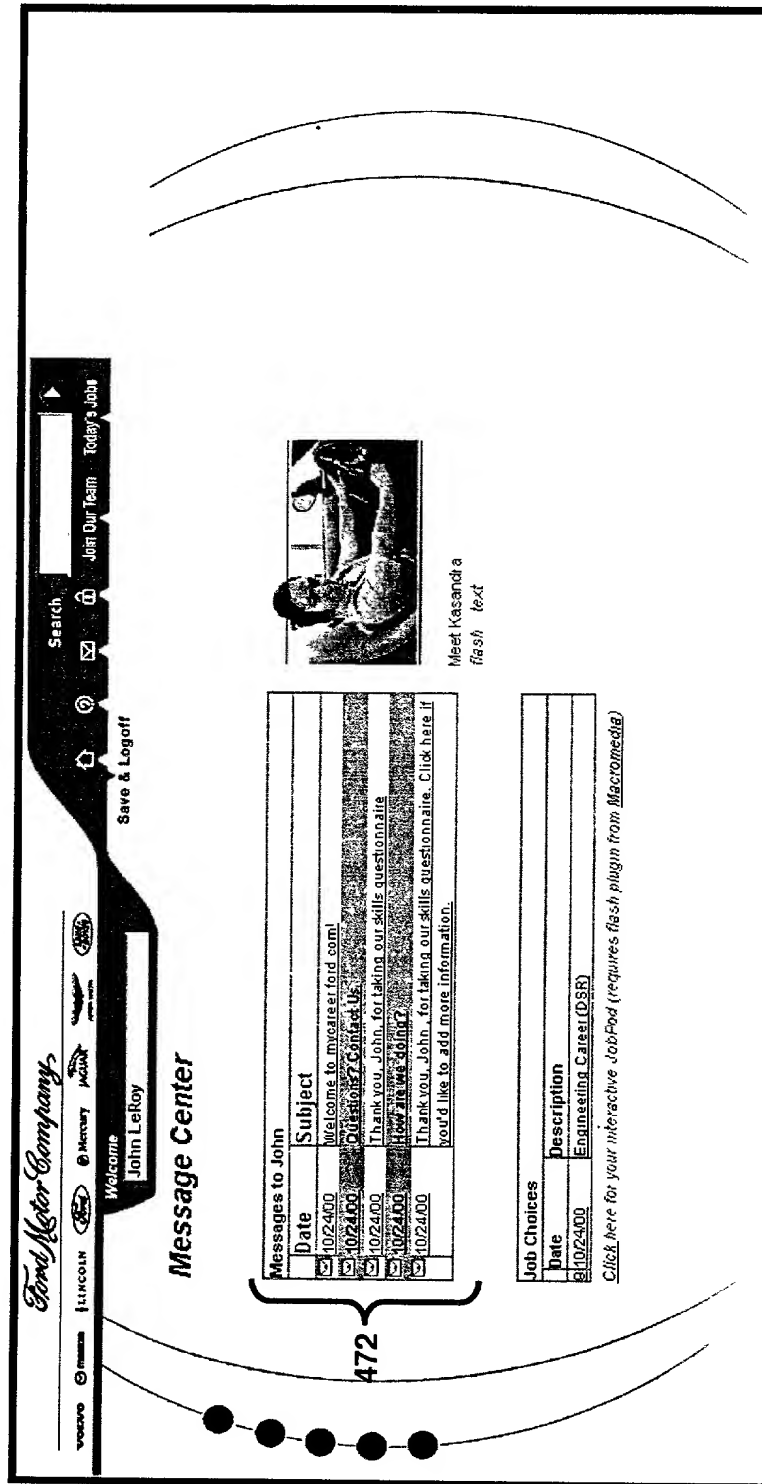 Ford Motor Company
VOLVO mazda LINCOLN Ford Mercury JAGUAR
Search
Join Our Team Today's Jobs
Welcome
Save & Logoff
John LeRoy
Message Center
Messages to John
Date Subject
10/24/00 Welcome to mycareer ford com!
10/24/00 Questions? Contact Us.
10/24/00 Thank you, John, for taking our skills questionnaire
10/24/00 How are we doing?
10/24/00 Thank you, John , for taking our skills questionnaire. Click here if
you'd like to add more information.
472
Meet Kasandra
flash text
Job Choices
Date Description
10/24/00 Engineering Career (DSR)
Click here for your interactive JobPod (requires flash plugin from Macromedia)